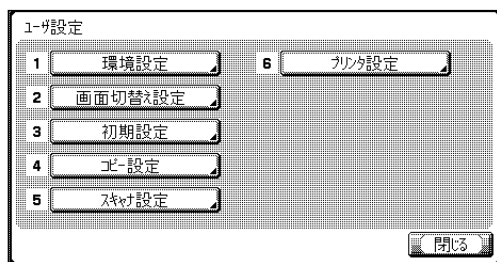 ﾕｰｻﾞ設定
1 環境設定
2 画面切替え設定
3 初期設定
4 ｺﾋﾟｰ設定
5 ｽｷｬﾅ設定
6 ﾌﾟﾘﾝﾀ設定
閉じる